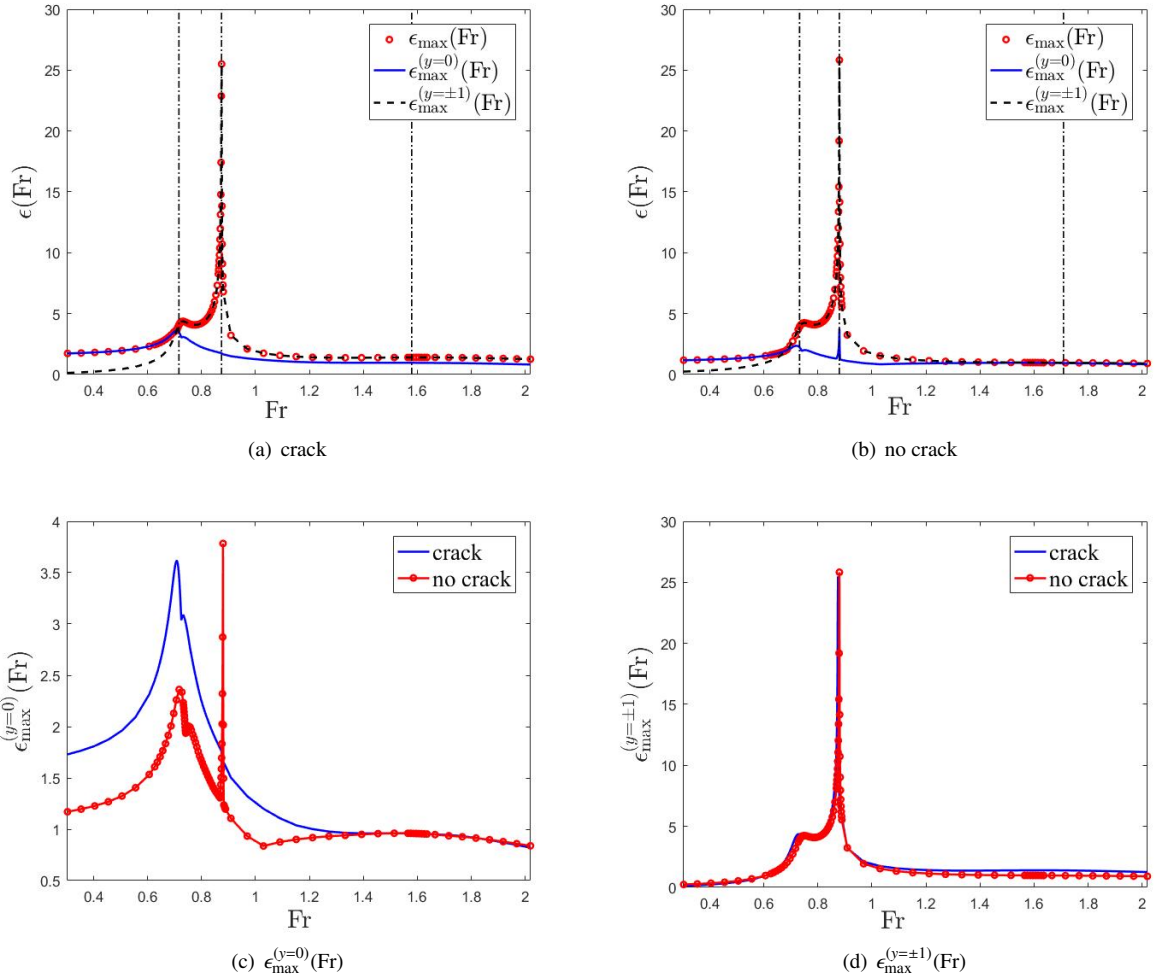 30
25
20
15
10
5
0
ϵ(Fr)
ϵmax(Fr)
ϵmax^(y=0)(Fr)
ϵmax^(y=±1)(Fr)
0.4 0.6 0.8 1 1.2 1.4 1.6 1.8 2
Fr
(a) crack
30
25
20
15
10
5
0
ϵ(Fr)
ϵmax(Fr)
ϵmax^(y=0)(Fr)
ϵmax^(y=±1)(Fr)
0.4 0.6 0.8 1 1.2 1.4 1.6 1.8 2
Fr
(b) no crack
4
3.5
3
2.5
2
1.5
1
0.5
ϵmax^(y=0)(Fr)
crack
no crack
0.4 0.6 0.8 1 1.2 1.4 1.6 1.8 2
Fr
(c) ϵmax^(y=0)(Fr)
30
25
20
15
10
5
0
ϵmax^(y=±1)(Fr)
crack
no crack
0.4 0.6 0.8 1 1.2 1.4 1.6 1.8 2
Fr
(d) ϵmax^(y=±1)(Fr)